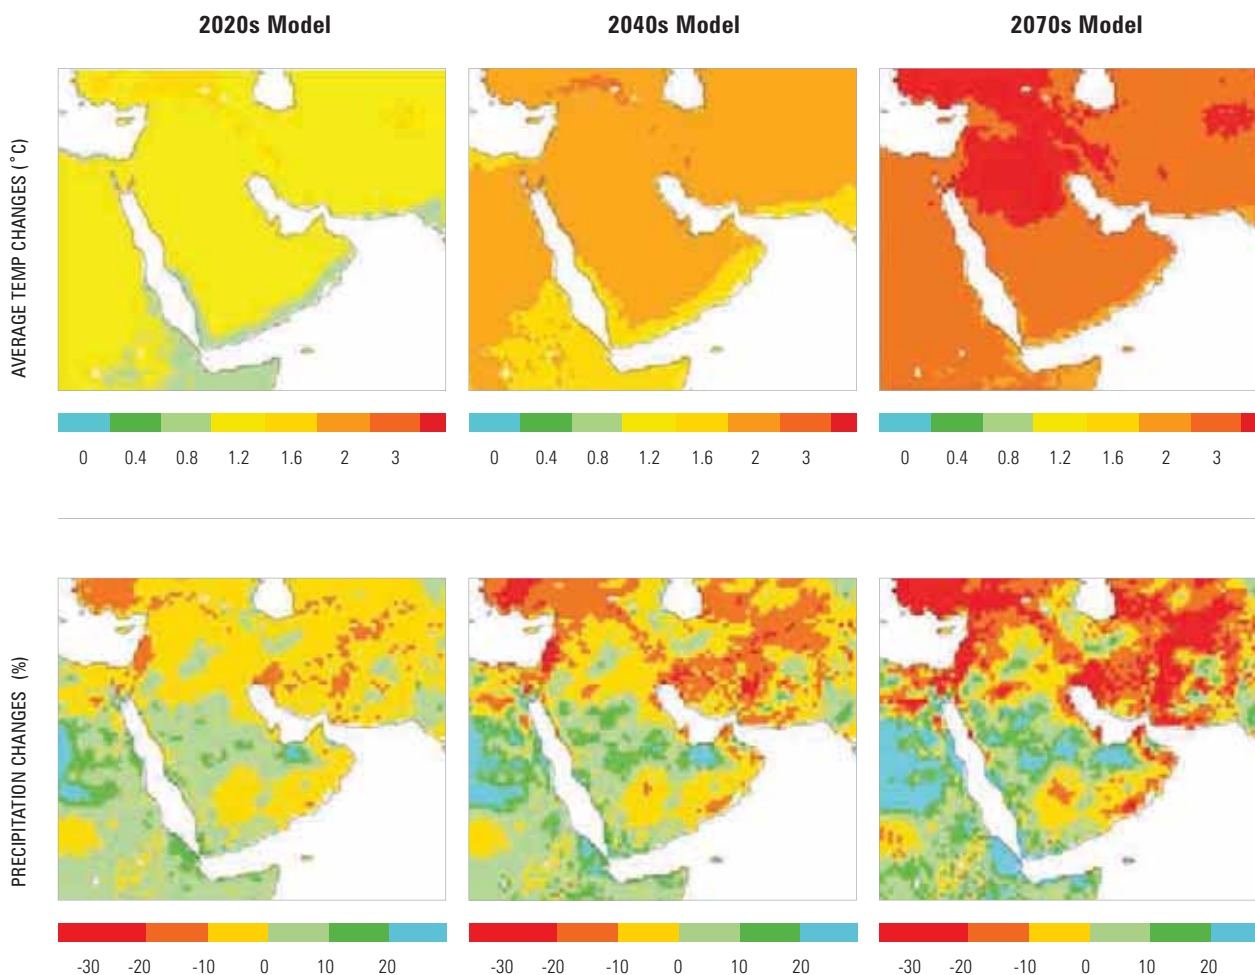 2020s Model 2040s Model 2070s Model
AVERAGE TEMP CHANGES (˚C)
0 0.4 0.8 1.2 1.6 2 3 0 0.4 0.8 1.2 1.6 2 3 0 0.4 0.8 1.2 1.6 2 3
PRECIPITATION CHANGES (%)
-30 -20 -10 0 10 20 -30 -20 -10 0 10 20 -30 -20 -10 0 10 20